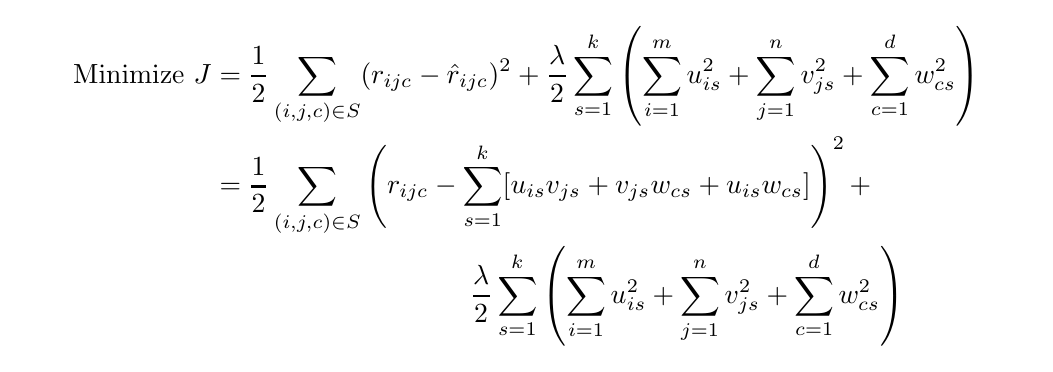 Minimize $J = \frac{1}{2} \sum_{(i,j,c) \in S} (r_{ijc} - \hat{r}_{ijc})^2 + \frac{\lambda}{2} \sum_{s=1}^{k} \left( \sum_{i=1}^{m} u_{is}^2 + \sum_{j=1}^{n} v_{js}^2 + \sum_{c=1}^{d} w_{cs}^2 \right)$
$= \frac{1}{2} \sum_{(i,j,c) \in S} \left( r_{ijc} - \sum_{s=1}^{k} [u_{is} v_{js} + v_{js} w_{cs} + u_{is} w_{cs}] \right)^2 +$
$\frac{\lambda}{2} \sum_{s=1}^{k} \left( \sum_{i=1}^{m} u_{is}^2 + \sum_{j=1}^{n} v_{js}^2 + \sum_{c=1}^{d} w_{cs}^2 \right)$